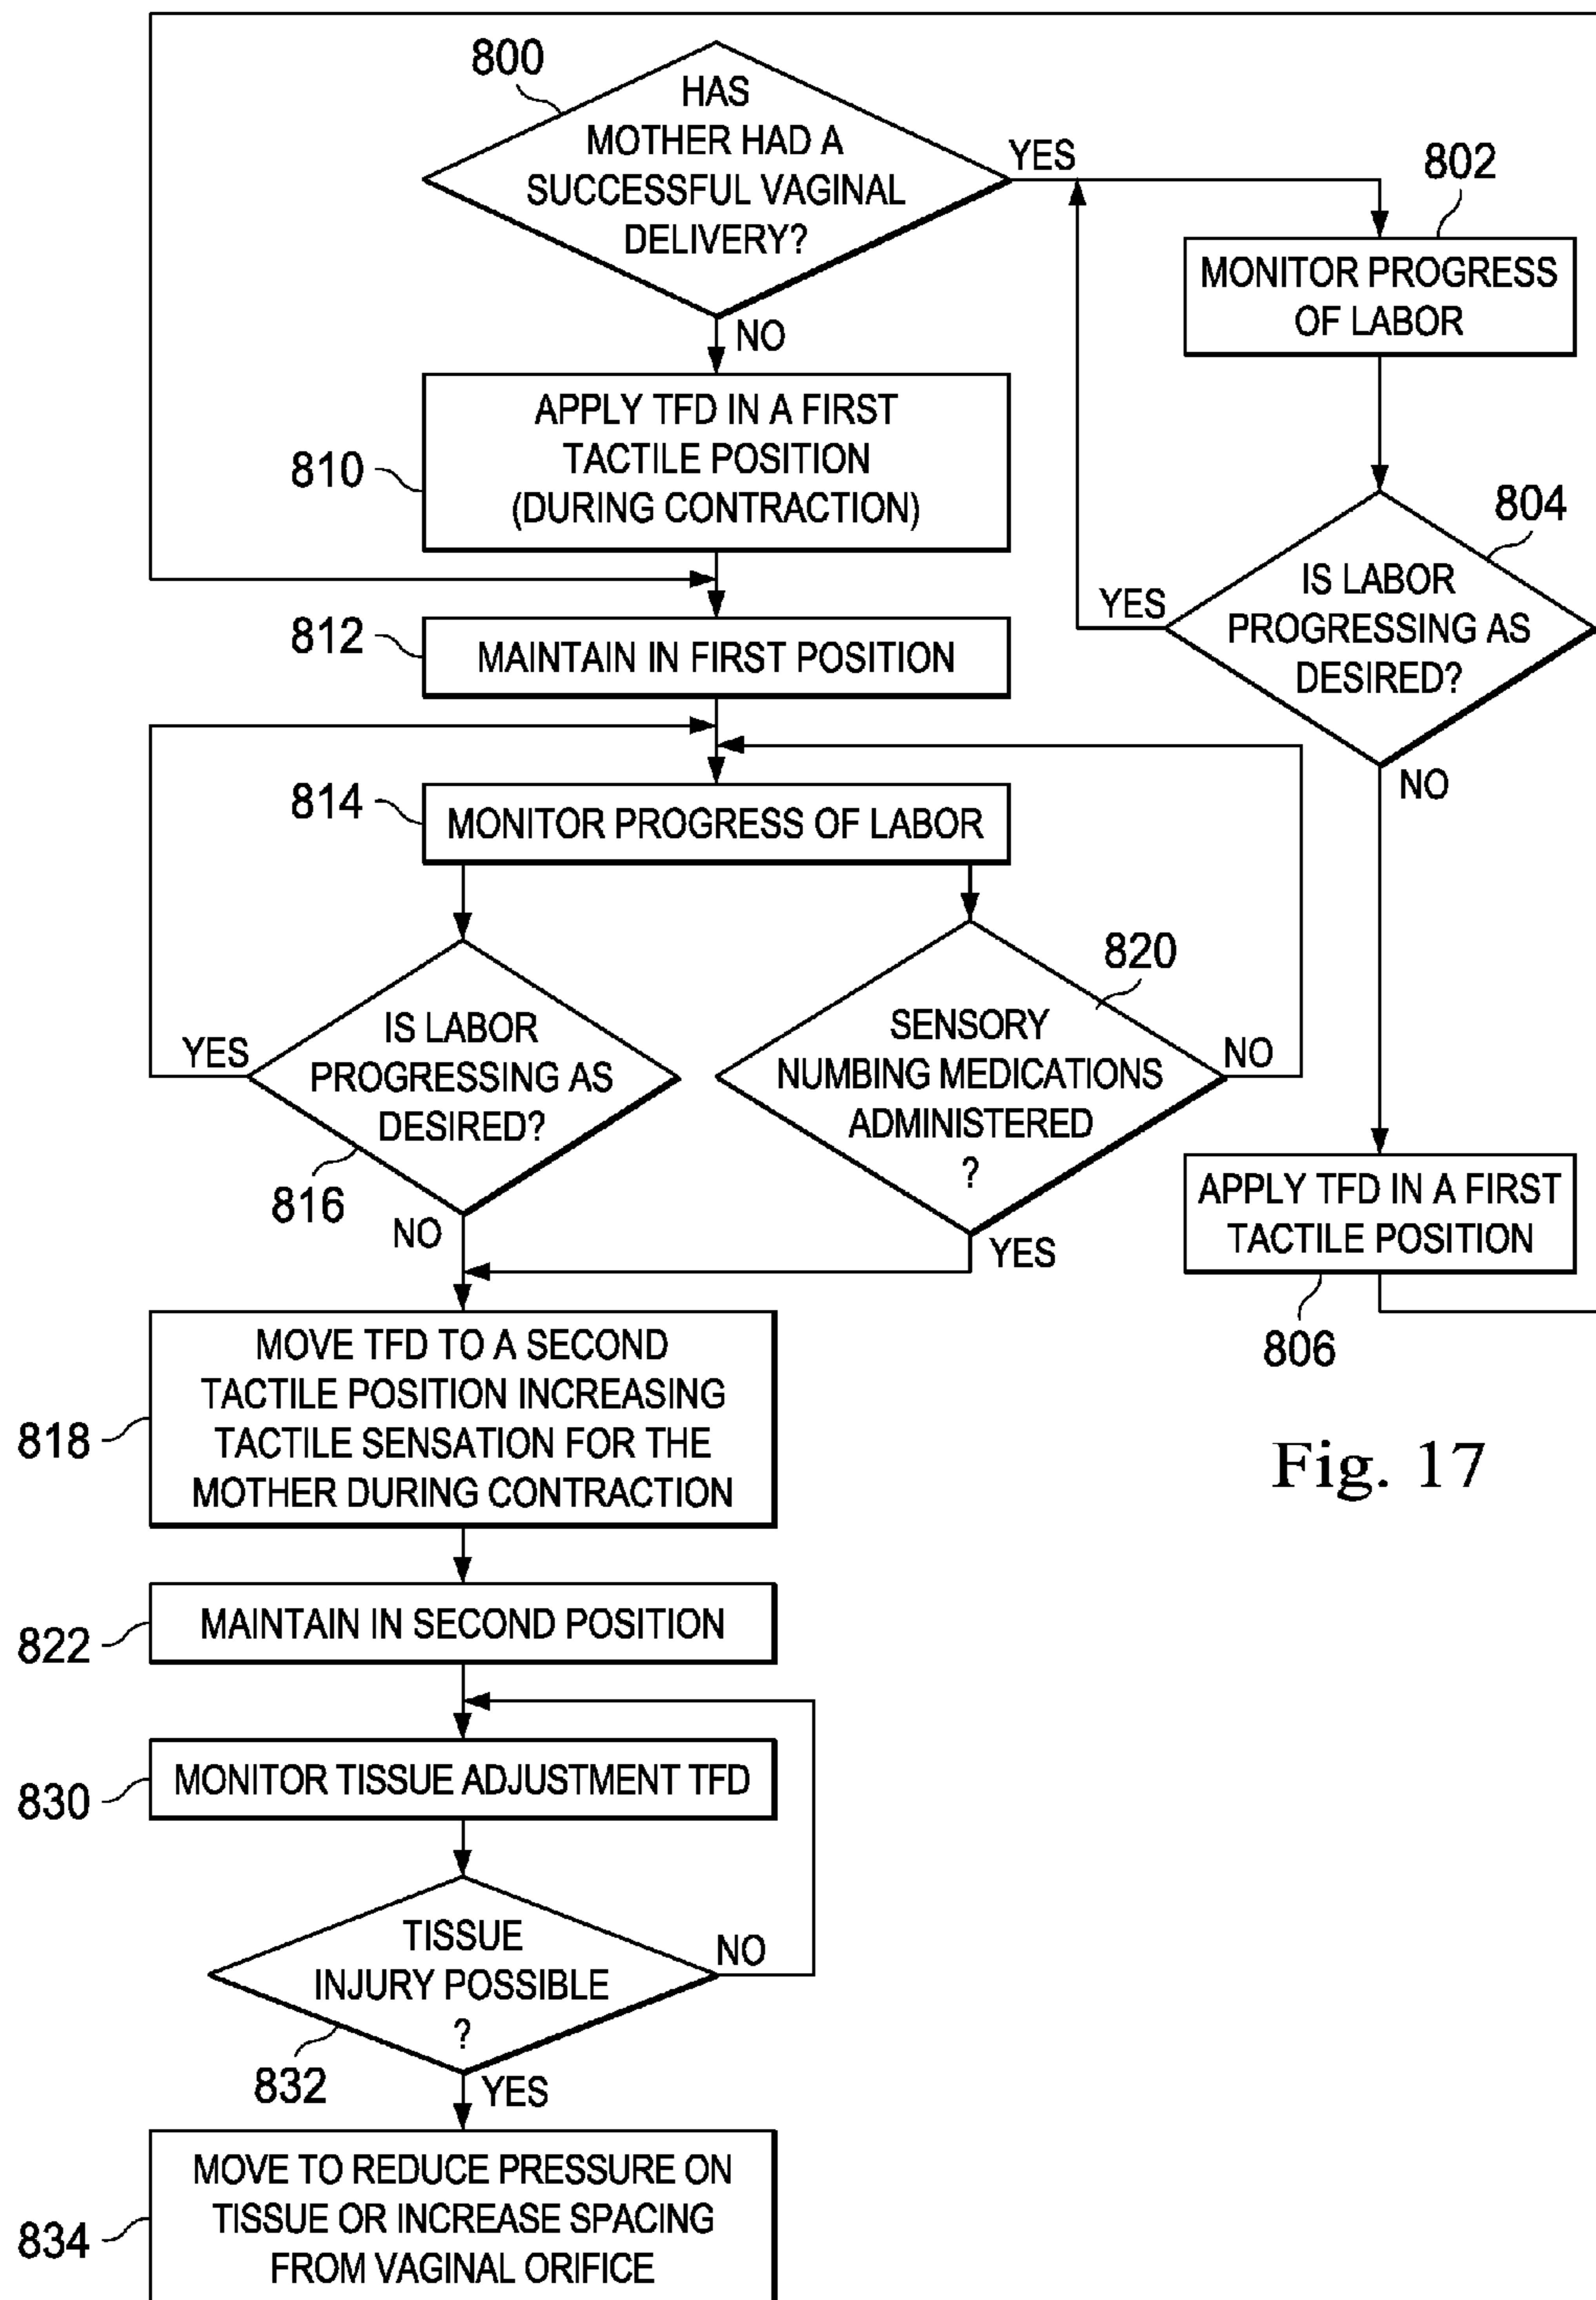 800
HAS
MOTHER HAD A
SUCCESSFUL VAGINAL
DELIVERY?
YES
NO
802
MONITOR PROGRESS
OF LABOR
804
IS LABOR
PROGRESSING AS
DESIRED?
YES
NO
806
APPLY TFD IN A FIRST
TACTILE POSITION
810
APPLY TFD IN A FIRST
TACTILE POSITION
(DURING CONTRACTION)
812
MAINTAIN IN FIRST POSITION
814
MONITOR PROGRESS OF LABOR
816
IS LABOR
PROGRESSING AS
DESIRED?
YES
NO
820
SENSORY
NUMBING MEDICATIONS
ADMINISTERED
?
NO
YES
818
MOVE TFD TO A SECOND
TACTILE POSITION INCREASING
TACTILE SENSATION FOR THE
MOTHER DURING CONTRACTION
822
MAINTAIN IN SECOND POSITION
830
MONITOR TISSUE ADJUSTMENT TFD
832
TISSUE
INJURY POSSIBLE
?
NO
YES
834
MOVE TO REDUCE PRESSURE ON
TISSUE OR INCREASE SPACING
FROM VAGINAL ORIFICE
Fig. 17